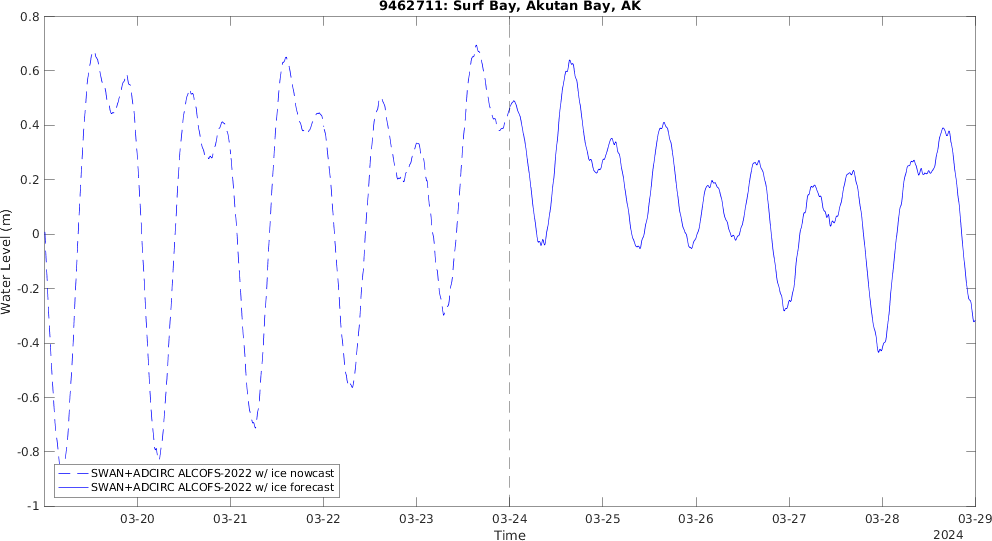 9462711: Surf Bay, Akutan Bay, AK
Water Level (m)
0.8
0.6
0.4
0.2
0
-0.2
-0.4
-0.6
-0.8
-1
SWAN+ADCIRC ALCOFS-2022 w/ ice nowcast
SWAN+ADCIRC ALCOFS-2022 w/ ice forecast
03-20 03-21 03-22 03-23 03-24 03-25 03-26 03-27 03-28 03-29
Time
2024